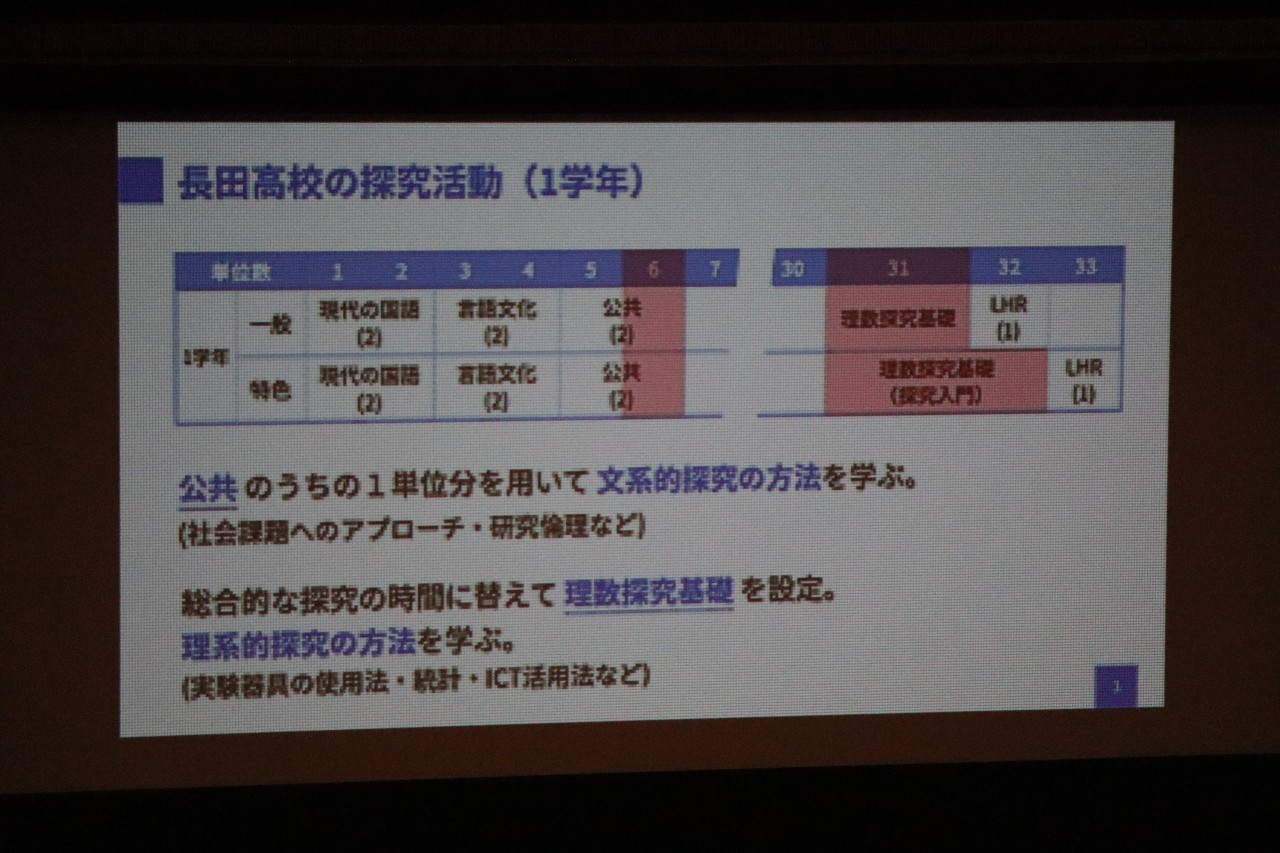 長田高校の探究活動（1学年）
単位数 1 2 3 4 5 6 7 30 31 32 33
1学年
一般 現代の国語 (2) 言語文化 (2) 公共 (2) 理数探究基礎 LHR (1)
特色 現代の国語 (2) 言語文化 (2) 公共 (2) 理数探究基礎 (探究入門) LHR (1)
公共 のうちの１単位分を用いて 文系的探究の方法を学ぶ。
(社会課題へのアプローチ・研究倫理など)
総合的な探究の時間に替えて 理数探究基礎 を設定。
理系的探究の方法を学ぶ。
(実験器具の使用法・統計・ICT活用法など)
1